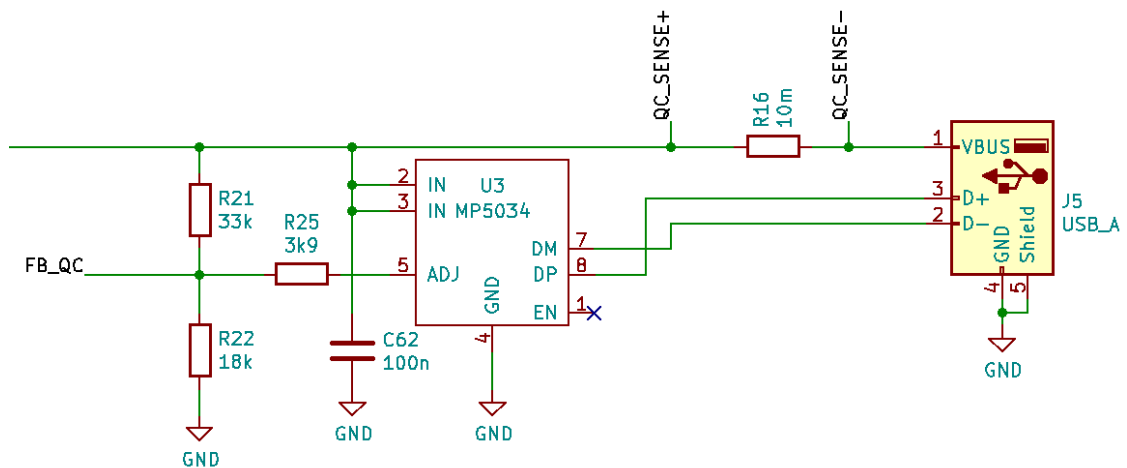 QC_SENSE+
QC_SENSE-
R16
10m
1
VBUS
2
IN
U3
3
IN
MP5034
3
D+
2
D-
J5
USB_A
R21
33k
R25
3k9
FB_QC
5
ADJ
DM
7
DP
8
GND
EN
1
4
GND
Shield
4
5
R22
18k
C62
100n
GND
GND
GND
GND